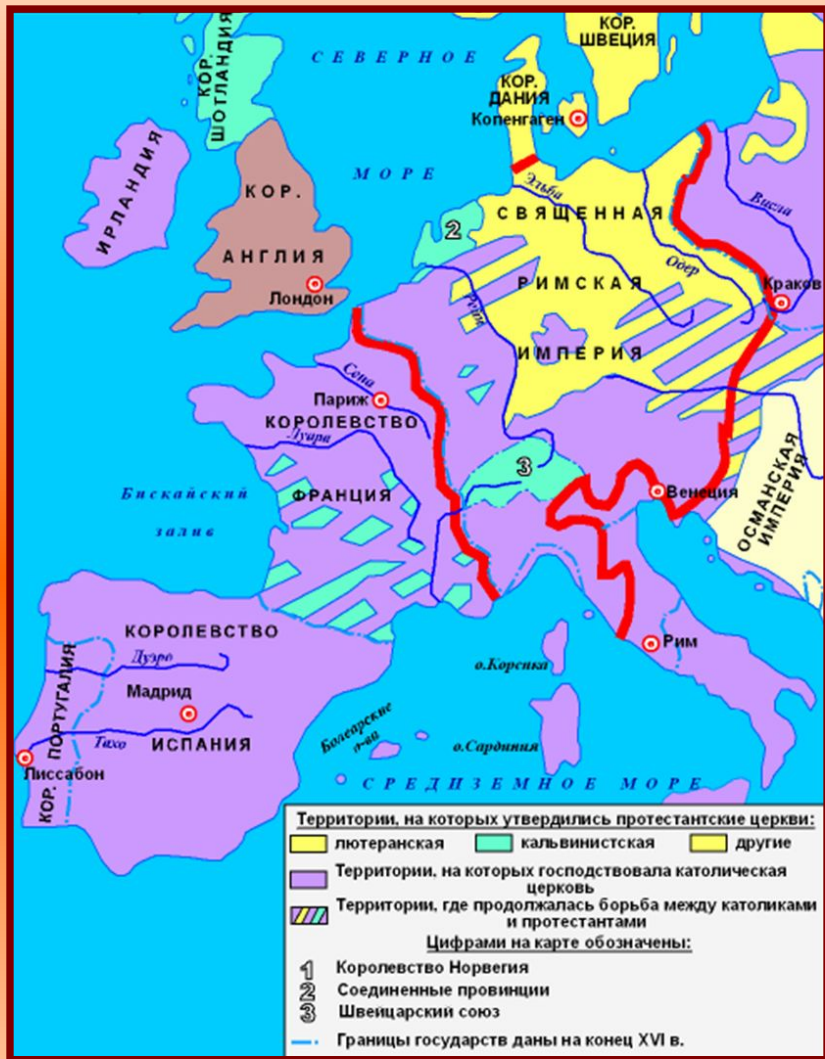 КОР.
ШВЕЦИЯ
СЕВЕРНОЕ
КОР.
ШОТЛАНДИЯ
КОР.
ДАНИЯ
Копенгаген
МОРЕ
ИРЛАНДИЯ
КОР.
АНГЛИЯ
Лондон
2
Эльба
СВЯЩЕННАЯ
Висла
Одер
РИМСКАЯ
Краков
Рейн
ИМПЕРИЯ
Сена
Париж
КОРОЛЕВСТВО
Луара
ФРАНЦИЯ
3
Венеция
ОСМАНСКАЯ
ИМПЕРИЯ
Бискайский
залив
КОРОЛЕВСТВО
Дуэро
Мадрид
ИСПАНИЯ
Тахо
КОР. ПОРТУГАЛИЯ
Лиссабон
о.Корсика
Рим
Болеарские
о-ва
о.Сардиния
СРЕДИЗЕМНОЕ МОРЕ
Территории, на которых утвердились протестантские церкви:
лютеранская кальвинистская другие
Территории, на которых господствовала католическая
церковь
Территории, где продолжалась борьба между католиками
и протестантами
Цифрами на карте обозначены:
1 Королевство Норвегия
2 Соединенные провинции
3 Швейцарский союз
Границы государств даны на конец XVI в.